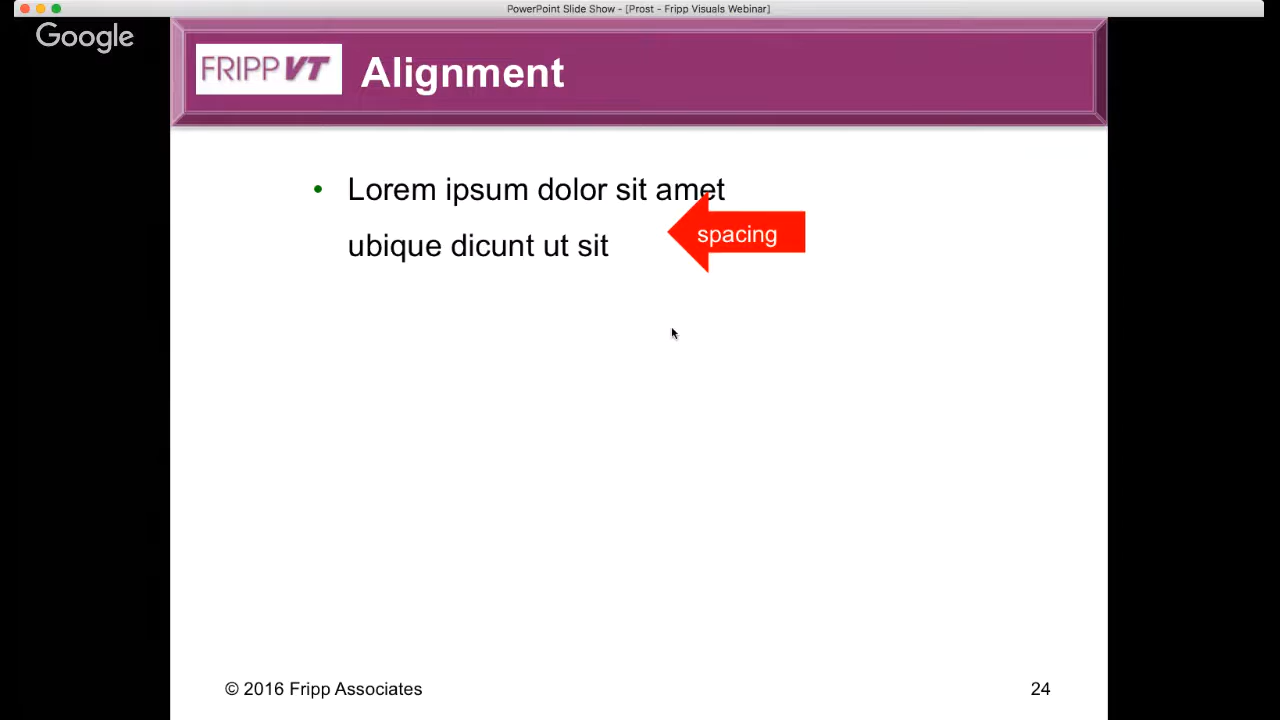 PowerPoint Slide Show - [Prost - Fripp Visuals Webinar]
Google
FRIPP VT
Alignment
• Lorem ipsum dolor sit amet
ubique dicunt ut sit
spacing
© 2016 Fripp Associates
24